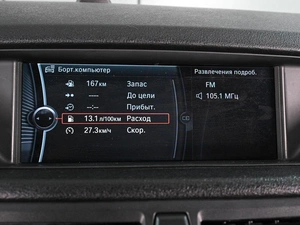 Борт.компьютер
Развлечения подроб.
167км Запас
FM
---- До цели
105.1 МГц
--:-- Прибыт.
13.1л/100км Расход
27.3км/ч Скор.